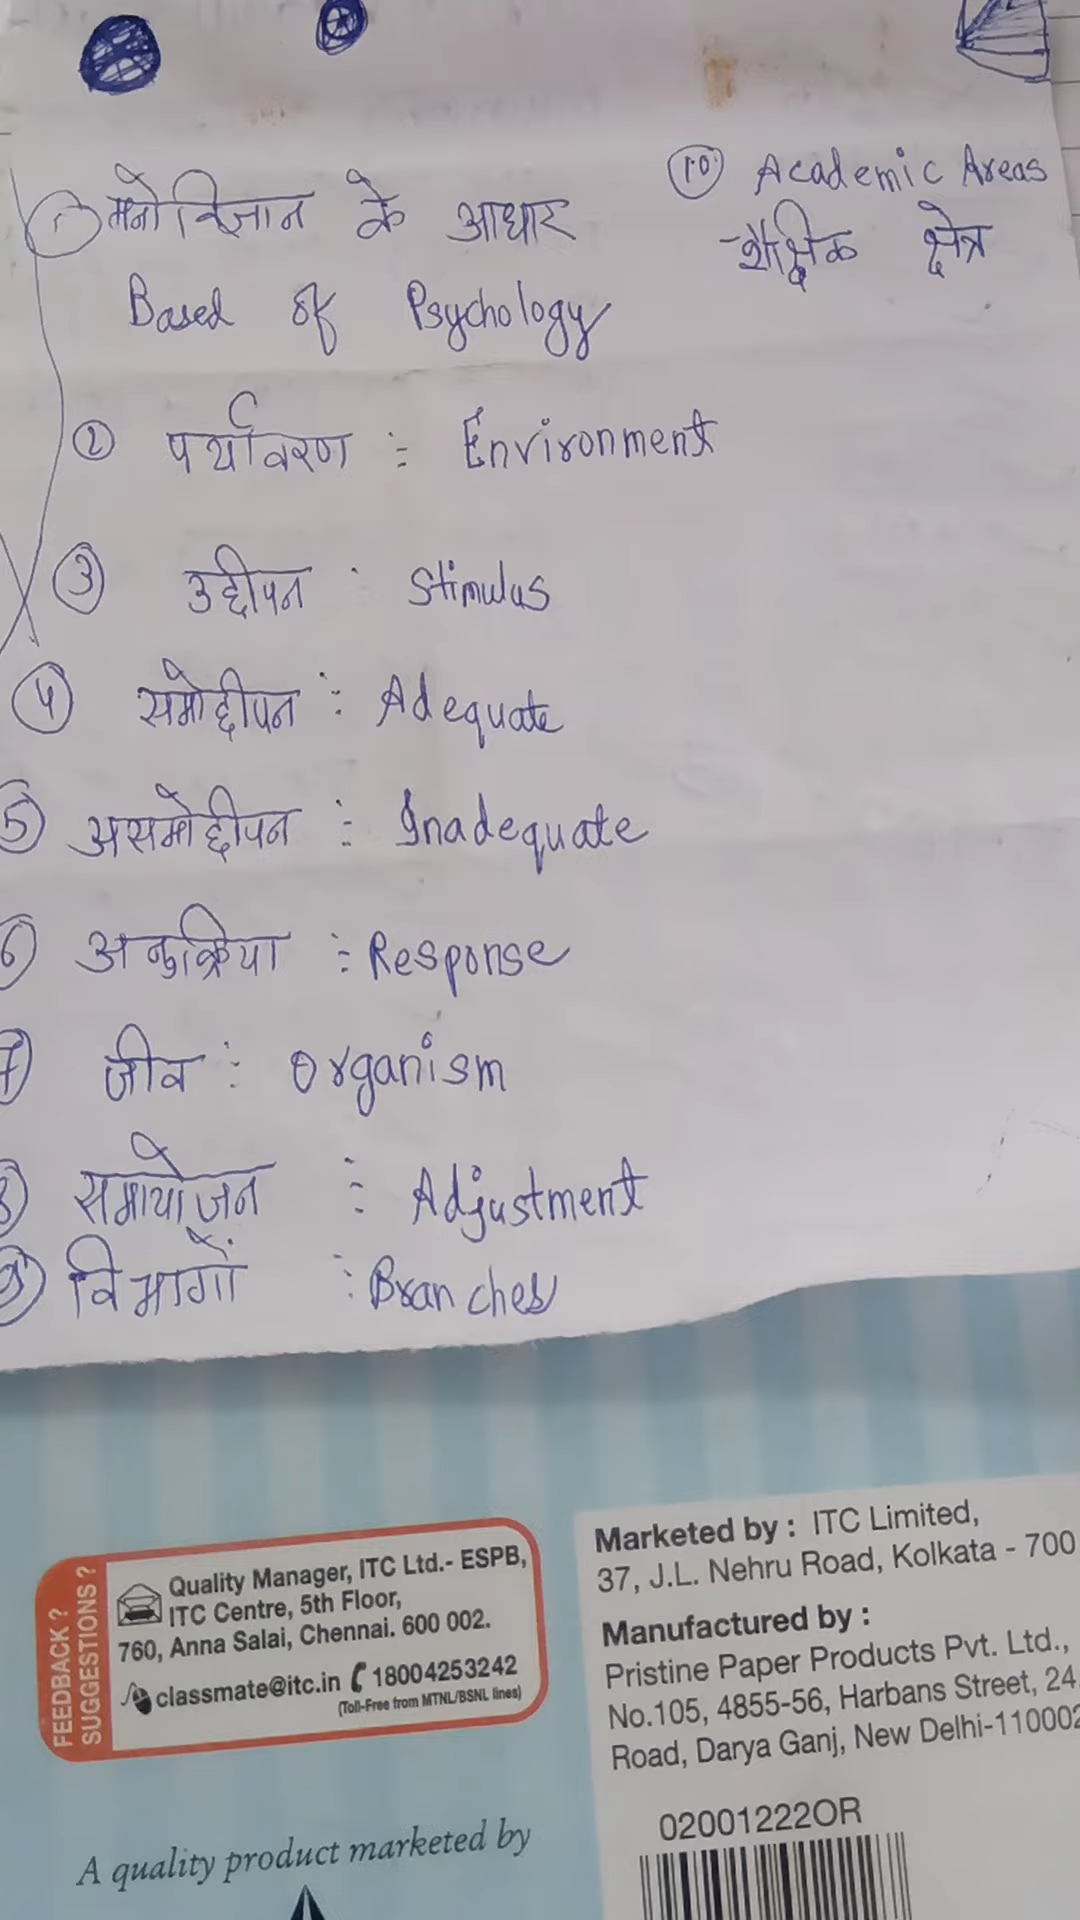 ① मनोविज्ञान के आधार
Based of Psychology
② पर्यावरण : Environment
③ उद्दीपन : Stimulus
④ समोद्दीपन : Adequate
⑤ असमोद्दीपन : Inadequate
⑥ अनुक्रिया : Response
⑦ जीव : Organism
⑧ समायोजन : Adjustment
⑨ विभागों : Branches
⑩ Academic Areas
शैक्षिक क्षेत्र
FEEDBACK ?
SUGGESTIONS ?
Quality Manager, ITC Ltd.- ESPB,
ITC Centre, 5th Floor,
760, Anna Salai, Chennai. 600 002.
classmate@itc.in 18004253242
(Toll-Free from MTNL/BSNL lines)
Marketed by : ITC Limited,
37, J.L. Nehru Road, Kolkata - 700
Manufactured by :
Pristine Paper Products Pvt. Ltd.,
No.105, 4855-56, Harbans Street, 24
Road, Darya Ganj, New Delhi-110002
02001222OR
A quality product marketed by